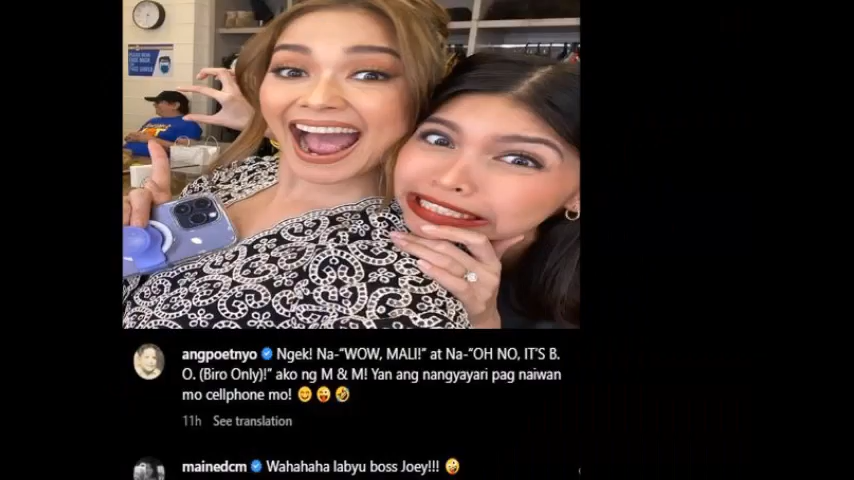 angpoetnyo Ngek! Na-"WOW, MALI!" at Na-"OH NO, IT'S B.
O. (Biro Only)!" ako ng M & M! Yan ang nangyayari pag naiwan
mo cellphone mo! 😊 😜 🤣
11h See translation
mainedcm Wahahaha labyu boss Joey!!! 🤪